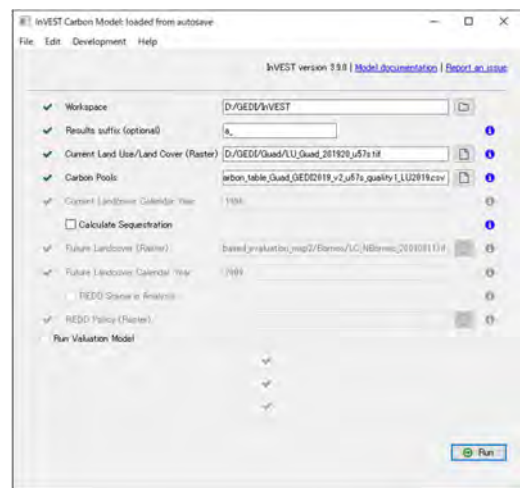 InVEST Carbon Model: loaded from autosave
File Edit Development Help
InVEST version 3.9.0 | Model documentation | Report an issue
Workspace D:/GEDI/InVEST
Results suffix (optional) a_
Current Land Use/Land Cover (Raster) D:/GEDI/Guad/LU_Guad_201920_u57s.tif
Carbon Pools arbon_table_Guad_GEDI2019_v2_u57s_quality1_LU2019.csv
Current Landcover Calendar Year
Calculate Sequestration
Future Landcover (Raster)
Future Landcover Calendar Year
REDD Scenario Analysis
REDD Policy (Raster)
Run Valuation Model
Run